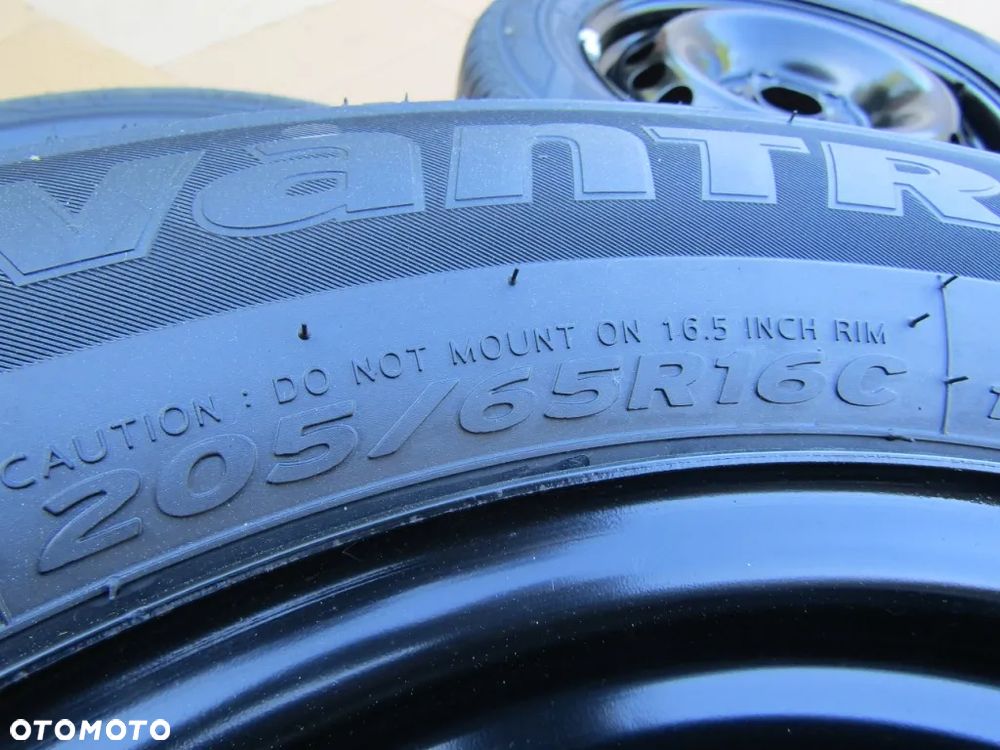 vanTR
CAUTION : DO NOT MOUNT ON 16.5 INCH RIM
205/65R16C
OTOMOTO